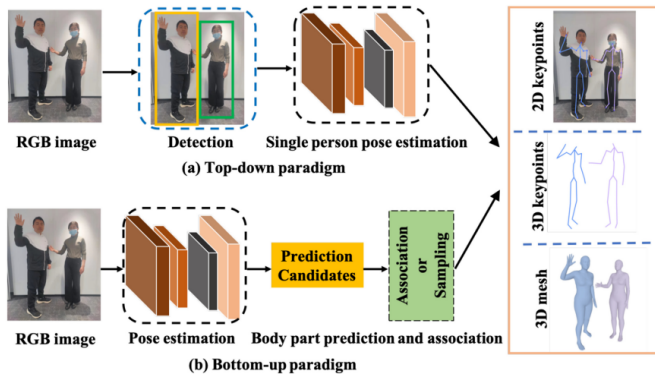 RGB image
Detection
Single person pose estimation
(a) Top-down paradigm
RGB image
Pose estimation
Prediction
Candidates
Association
or
Sampling
Body part prediction and association
(b) Bottom-up paradigm
2D keypoints
3D keypoints
3D mesh